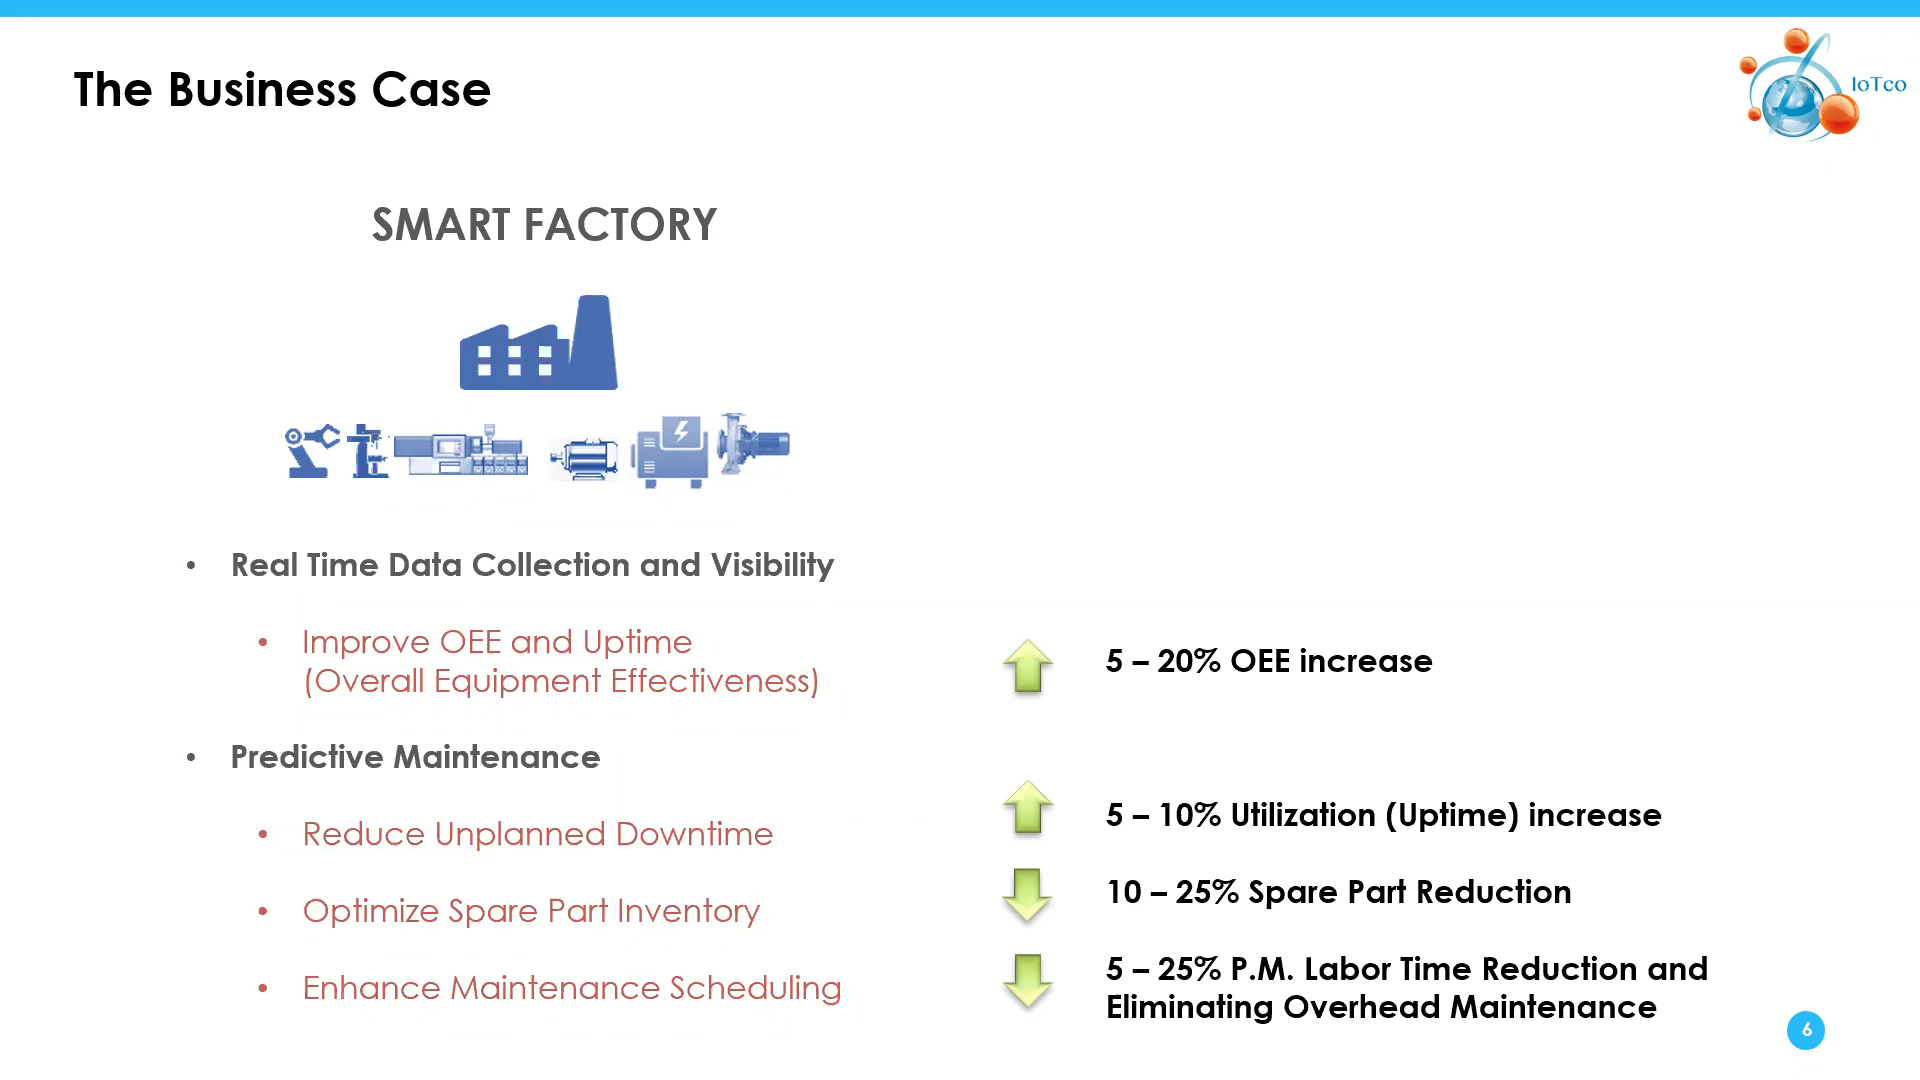 The Business Case
IoTco
SMART FACTORY
• Real Time Data Collection and Visibility
• Improve OEE and Uptime
(Overall Equipment Effectiveness)
5 – 20% OEE increase
• Predictive Maintenance
• Reduce Unplanned Downtime
5 – 10% Utilization (Uptime) increase
• Optimize Spare Part Inventory
10 – 25% Spare Part Reduction
• Enhance Maintenance Scheduling
5 – 25% P.M. Labor Time Reduction and
Eliminating Overhead Maintenance
6